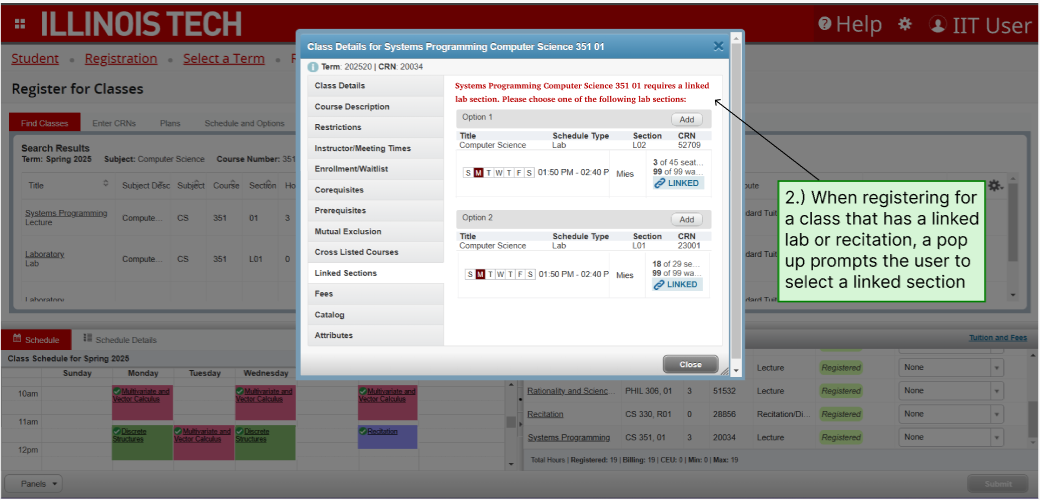 ILLINOIS TECH
Help
IIT User
Student Registration Select a Term
Register for Classes
Find Classes Enter CRNs Plans Schedule and Options
Search Results
Term: Spring 2025 Subject: Computer Science Course Number: 351
Title Subject Desc Subject Course Section
Systems Programming
Lecture
Compute... CS 351 01 3
Laboratory
Lab
Compute... CS 351 L01 0
Laboratory
Class Details for Systems Programming Computer Science 351 01
Term: 202520 | CRN: 20034
Class Details
Course Description
Restrictions
Instructor/Meeting Times
Enrollment/Waitlist
Corequisites
Prerequisites
Mutual Exclusion
Cross Listed Courses
Linked Sections
Fees
Catalog
Attributes
Systems Programming Computer Science 351 01 requires a linked
lab section. Please choose one of the following lab sections:
Option 1 Add
Title Schedule Type Section CRN
Computer Science Lab L02 52709
S M T W T F S 01:50 PM - 02:40 P Mies
3 of 45 seat...
99 of 99 wa...
LINKED
Option 2 Add
Title Schedule Type Section CRN
Computer Science Lab L01 23001
S M T W T F S 01:50 PM - 02:40 P Mies
18 of 29 se...
99 of 99 wa...
LINKED
Close
2.) When registering for
a class that has a linked
lab or recitation, a pop
up prompts the user to
select a linked section
Schedule Schedule Details
Tuition and Fees
Class Schedule for Spring 2025
Sunday Monday Tuesday Wednesday
10am
11am
12pm
Multivariate and
Vector Calculus
Multivariate and
Vector Calculus
Multivariate and
Vector Calculus
Discrete
Structures
Multivariate and
Vector Calculus
Discrete
Structures
Recitation
Lecture Registered None
Rationality and Scienc... PHIL 306, 01 3 51532 Lecture Registered None
Recitation CS 330, R01 0 28856 Recitation/Di... Registered None
Systems Programming CS 351, 01 3 20034 Lecture Registered None
Total Hours | Registered: 19 | Billing: 19 | CEU: 0 | Min: 0 | Max: 19
Panels
Submit